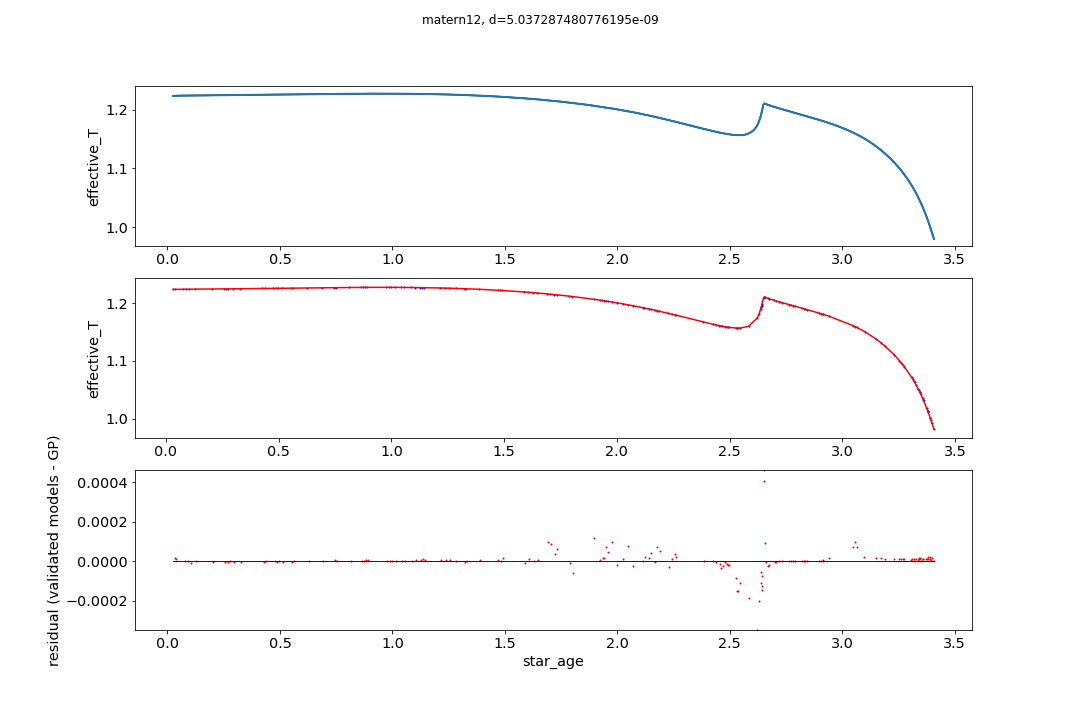 matern12, d=5.037287480776195e-09
effective_T
1.2
1.1
1.0
0.0 0.5 1.0 1.5 2.0 2.5 3.0 3.5
effective_T
1.2
1.1
1.0
0.0 0.5 1.0 1.5 2.0 2.5 3.0 3.5
residual (validated models - GP)
0.0004
0.0002
0.0000
−0.0002
0.0 0.5 1.0 1.5 2.0 2.5 3.0 3.5
star_age